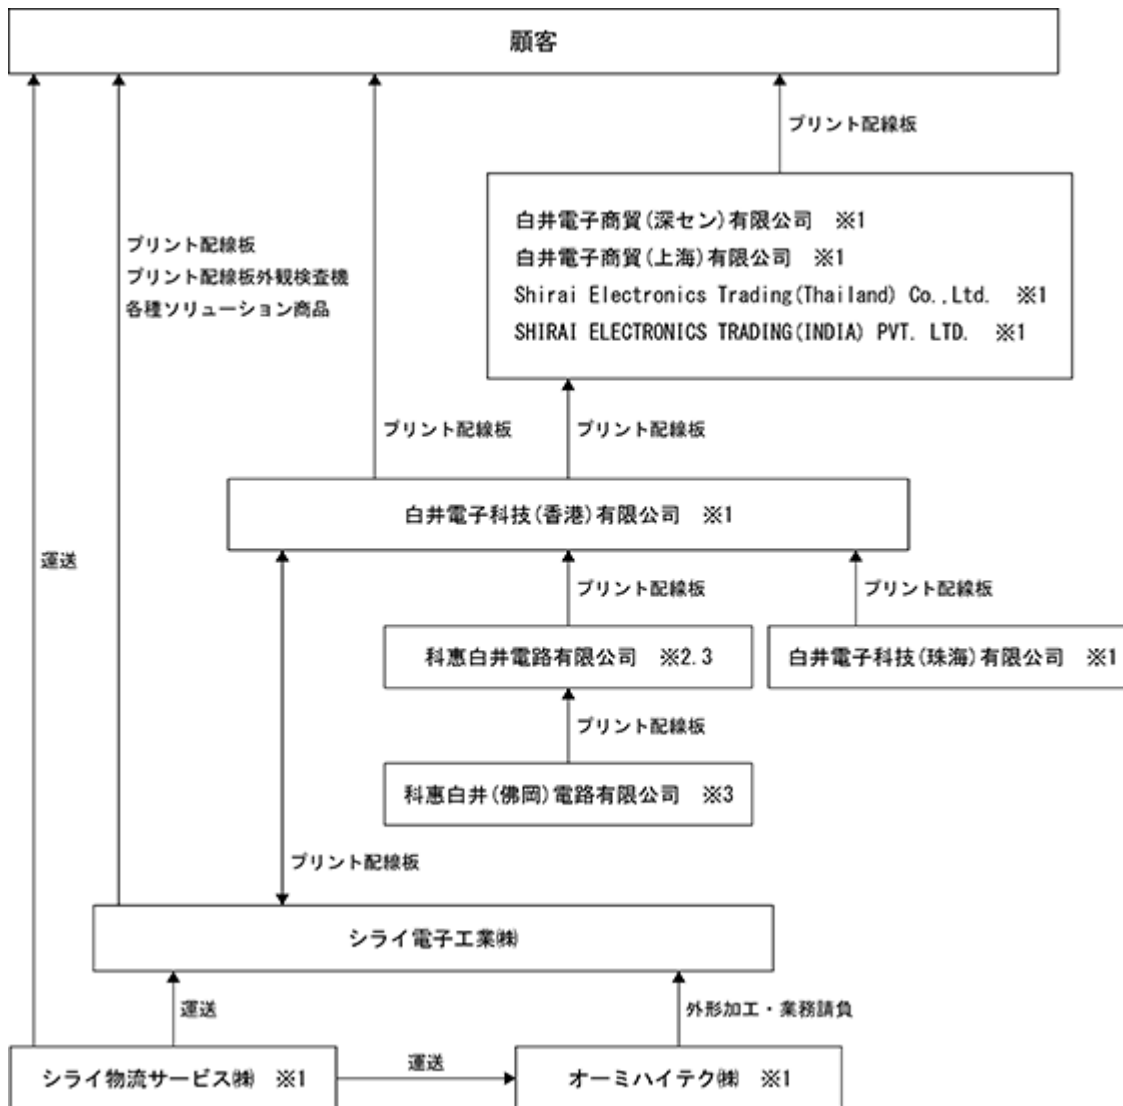 顧客
プリント配線板
白井電子商貿(深セン)有限公司 ※1
白井電子商貿(上海)有限公司 ※1
Shirai Electronics Trading(Thailand) Co.,Ltd. ※1
SHIRAI ELECTRONICS TRADING(INDIA) PVT. LTD. ※1
プリント配線板
プリント配線板外観検査機
各種ソリューション商品
プリント配線板
プリント配線板
白井電子科技(香港)有限公司 ※1
運送
プリント配線板
プリント配線板
科惠白井電路有限公司 ※2.3
白井電子科技(珠海)有限公司 ※1
プリント配線板
科惠白井(佛岡)電路有限公司 ※3
プリント配線板
シライ電子工業㈱
運送
外形加工・業務請負
シライ物流サービス㈱ ※1
運送
オーミハイテク㈱ ※1